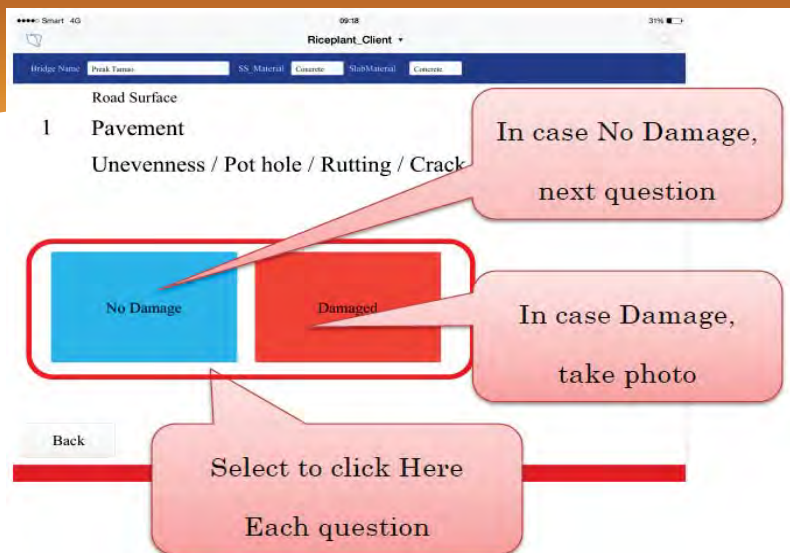 Smart 4G 09:18 31%
Riceplant_Client
Bridge Name Preak Tamao SS_Material Concrete SlabMaterial Concrete
Road Surface
1 Pavement
Unevenness / Pot hole / Rutting / Crack
In case No Damage,
next question
No Damage
Damaged
In case Damage,
take photo
Back
Select to click Here
Each question